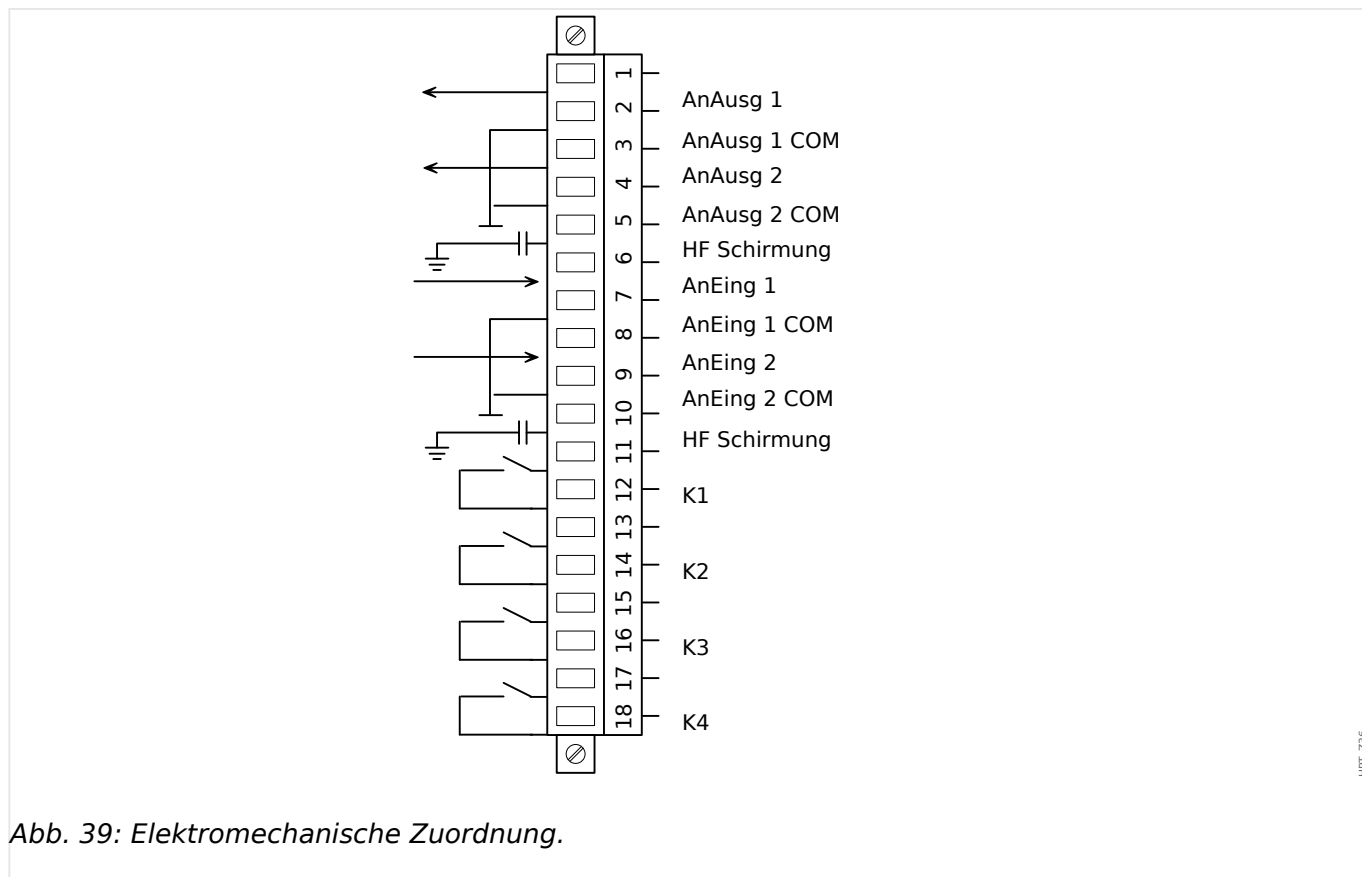 1
2
AnAusg 1
3
AnAusg 1 COM
4
AnAusg 2
5
AnAusg 2 COM
6
HF Schirmung
7
AnEing 1
8
AnEing 1 COM
9
AnEing 2
10
AnEing 2 COM
11
HF Schirmung
12
K1
13
14
K2
15
16
K3
17
18
K4
Abb. 39: Elektromechanische Zuordnung.